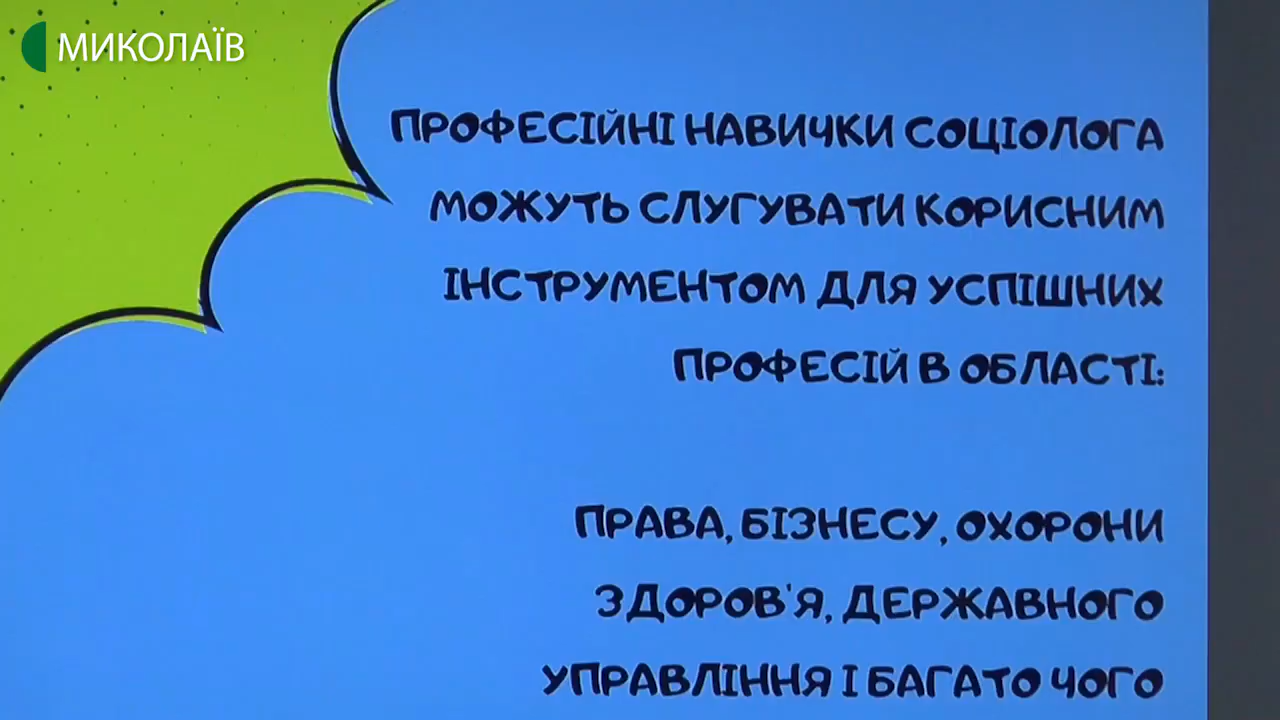 МИКОЛАЇВ
ПРОФЕСІЙНІ НАВИЧКИ СОЦІОЛОГА
МОЖУТЬ СЛУГУВАТИ КОРИСНИМ
ІНСТРУМЕНТОМ ДЛЯ УСПІШНИХ
ПРОФЕСІЙ В ОБЛАСТІ:
ПРАВА, БІЗНЕСУ, ОХОРОНИ
ЗДОРОВ'Я, ДЕРЖАВНОГО
УПРАВЛІННЯ І БАГАТО ЧОГО